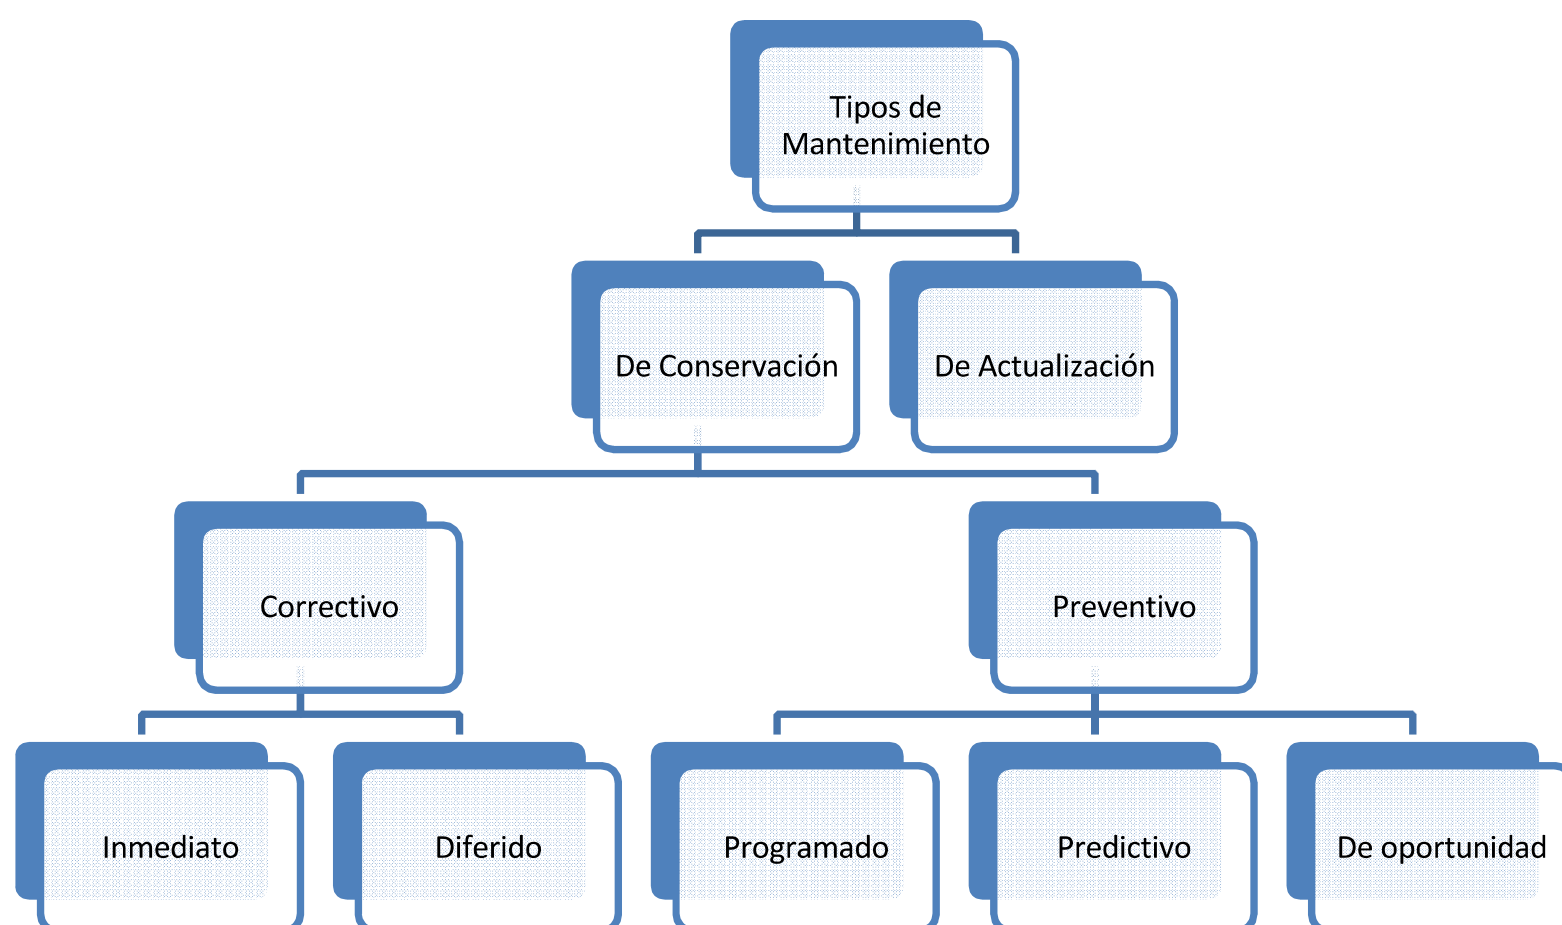 Tipos de
Mantenimiento
De Conservación
De Actualización
Correctivo
Preventivo
Inmediato
Diferido
Programado
Predictivo
De oportunidad